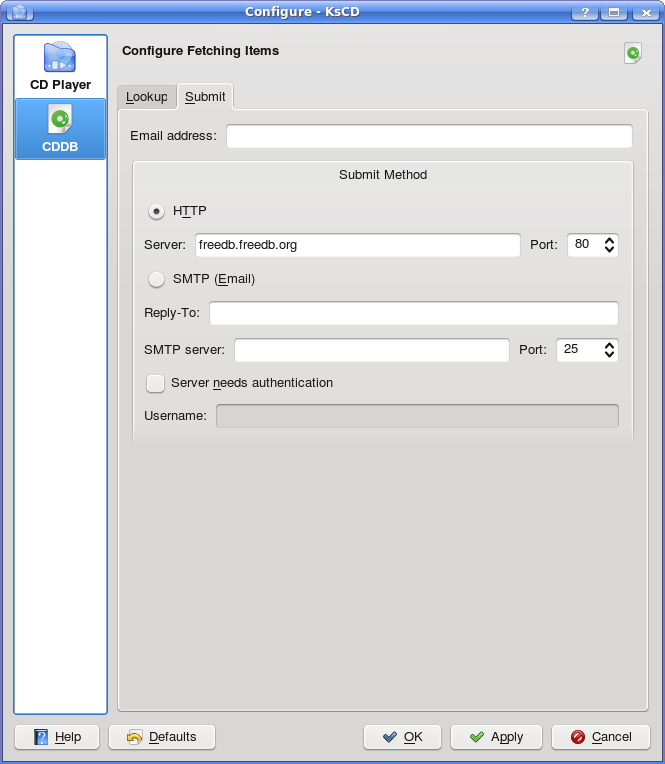 Configure - KsCD
CD Player
CDDB
Configure Fetching Items
Lookup Submit
Email address:
Submit Method
HTTP
Server: freedb.freedb.org Port: 80
SMTP (Email)
Reply-To:
SMTP server: Port: 25
Server needs authentication
Username:
Help Defaults OK Apply Cancel